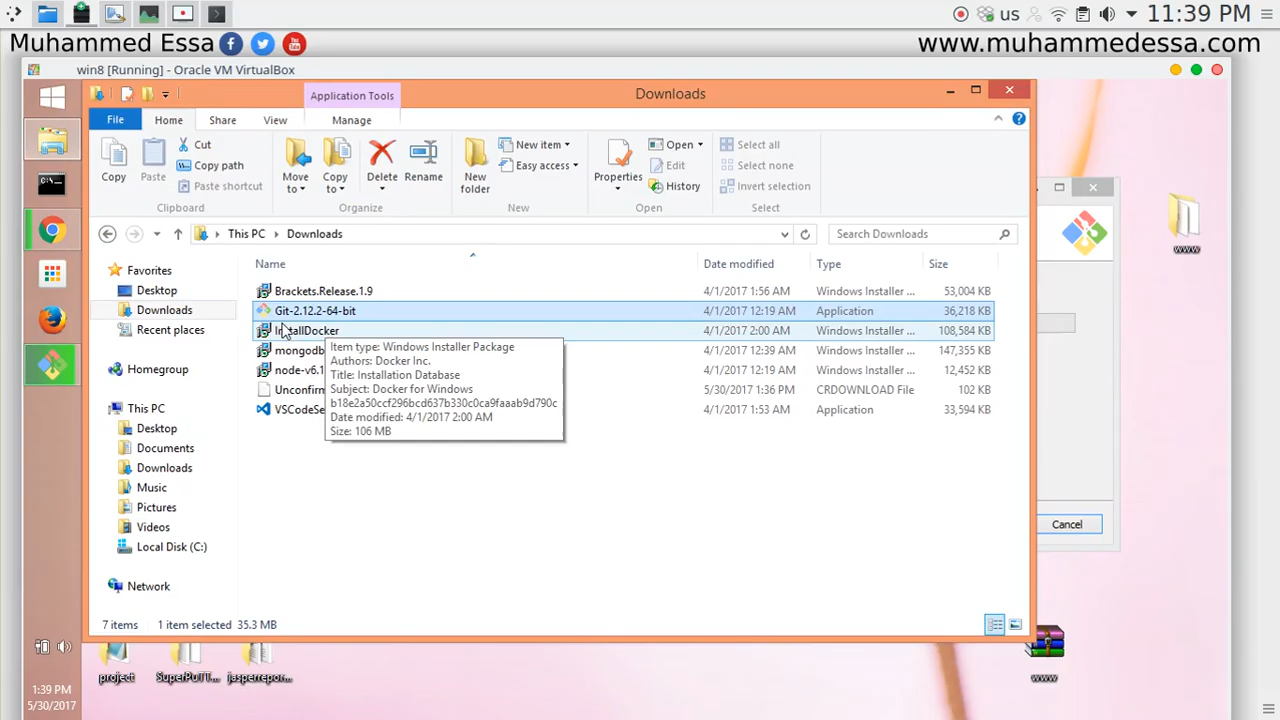 us
11:39 PM
Muhammed Essa
www.muhammedessa.com
win8 [Running] - Oracle VM VirtualBox
Application Tools
Downloads
File
Home
Share
View
Manage
Copy
Paste
Cut
Copy path
Paste shortcut
Move to
Copy to
Delete
Rename
New folder
New item
Easy access
Properties
Open
Edit
History
Select all
Select none
Invert selection
Clipboard
Organize
New
Open
Select
This PC
Downloads
Search Downloads
Name
Date modified
Type
Size
Brackets.Release.1.9 4/1/2017 1:56 AM Windows Installer ... 53,004 KB
Git-2.12.2-64-bit 4/1/2017 12:19 AM Application 36,218 KB
InstallDocker 4/1/2017 2:00 AM Windows Installer ... 108,584 KB
mongodb 4/1/2017 12:39 AM Windows Installer ... 147,355 KB
node-v6.1 4/1/2017 12:19 AM Windows Installer ... 12,452 KB
Unconfirm 5/30/2017 1:36 PM CRDOWNLOAD File 102 KB
VSCodeSe 4/1/2017 1:53 AM Application 33,594 KB
Item type: Windows Installer Package
Authors: Docker Inc.
Title: Installation Database
Subject: Docker for Windows
b18e2a50ccf296bcd637b330c0ca9faaab9d790c
Date modified: 4/1/2017 2:00 AM
Size: 106 MB
Favorites
Desktop
Downloads
Recent places
Homegroup
This PC
Desktop
Documents
Downloads
Music
Pictures
Videos
Local Disk (C:)
Network
7 items
1 item selected 35.3 MB
Cancel
www
www
project
SuperPuTT...
jasperrepor...
1:39 PM
5/30/2017